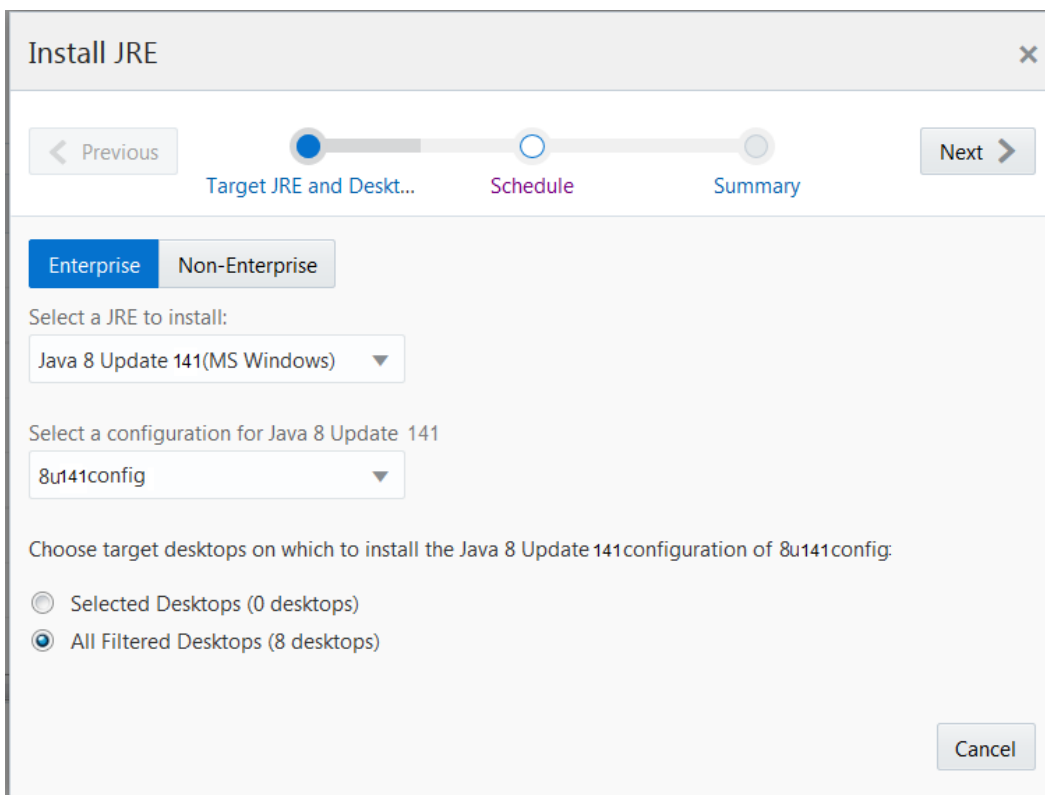 Install JRE
Previous
Next
Target JRE and Deskt...
Schedule
Summary
Enterprise
Non-Enterprise
Select a JRE to install:
Java 8 Update 141(MS Windows)
Select a configuration for Java 8 Update 141
8u141config
Choose target desktops on which to install the Java 8 Update 141configuration of 8u141config:
Selected Desktops (0 desktops)
All Filtered Desktops (8 desktops)
Cancel